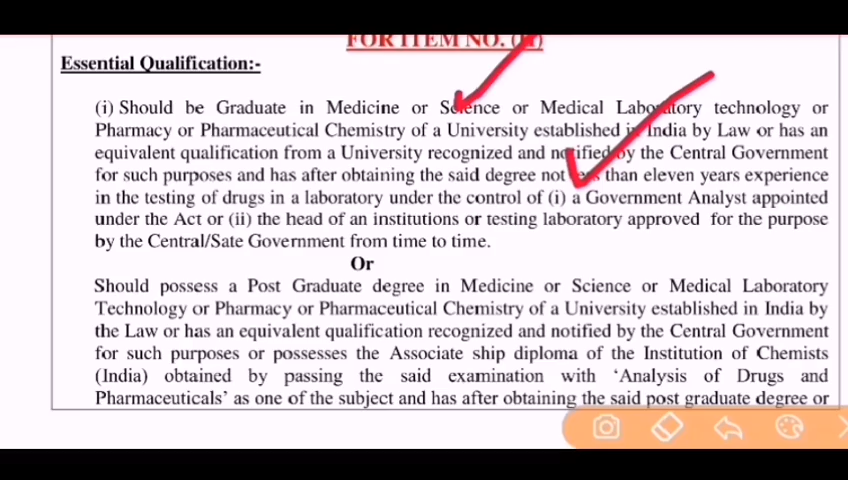 FOR ITEM NO.
Essential Qualification:-
(i) Should be Graduate in Medicine or Science or Medical Laboratory technology or
Pharmacy or Pharmaceutical Chemistry of a University established in India by Law or has an
equivalent qualification from a University recognized and notified by the Central Government
for such purposes and has after obtaining the said degree not less than eleven years experience
in the testing of drugs in a laboratory under the control of (i) a Government Analyst appointed
under the Act or (ii) the head of an institutions or testing laboratory approved for the purpose
by the Central/Sate Government from time to time.
Or
Should possess a Post Graduate degree in Medicine or Science or Medical Laboratory
Technology or Pharmacy or Pharmaceutical Chemistry of a University established in India by
the Law or has an equivalent qualification recognized and notified by the Central Government
for such purposes or possesses the Associate ship diploma of the Institution of Chemists
(India) obtained by passing the said examination with ‘Analysis of Drugs and
Pharmaceuticals’ as one of the subject and has after obtaining the said post graduate degree or